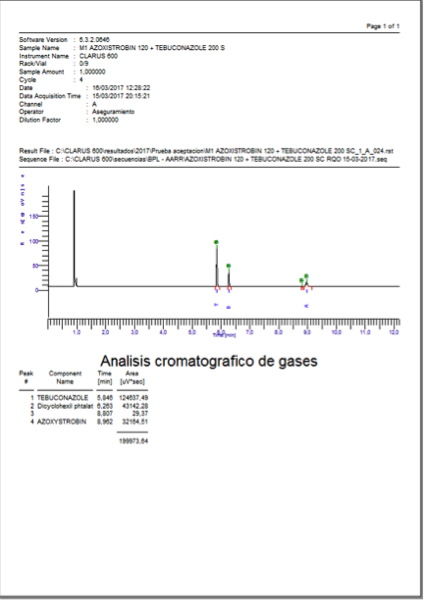 Page 1 of 1
Software Version : 6.3.2.0646
Sample Name : M1 AZOXISTROBIN 120 + TEBUCONAZOLE 200 S
Instrument Name : CLARUS 600
Rack/Vial : 0/9
Sample Amount : 1,000000
Cycle : 4
Date : 16/03/2017 12:28:22
Data Acquisition Time : 15/03/2017 20:15:21
Channel : A
Operator : Aseguramiento
Dilution Factor : 1,000000
Result File : C:\CLARUS 600\resultados\2017\Prueba aceptacion\M1 AZOXISTROBIN 120 + TEBUCONAZOLE 200 SC_1_A_024.rst
Sequence File : C:\CLARUS 600\secuencias\BPL - AARR\AZOXISTROBIN 120 + TEBUCONAZOLE 200 SC RQO 15-03-2017.seq
150
100
50
0
T B A
1,0 2,0 3,0 4,0 5,0 6,0 7,0 8,0 9,0 10,0 11,0 12,0
Time [min]
Analisis cromatografico de gases
Peak Component Time Area
# Name [min] [uV*sec]
1 TEBUCONAZOLE 5,846 124637,49
2 Dicyclohexil phtalat 6,263 43142,28
3 8,807 29,37
4 AZOXYSTROBIN 8,962 32164,51
199973,64